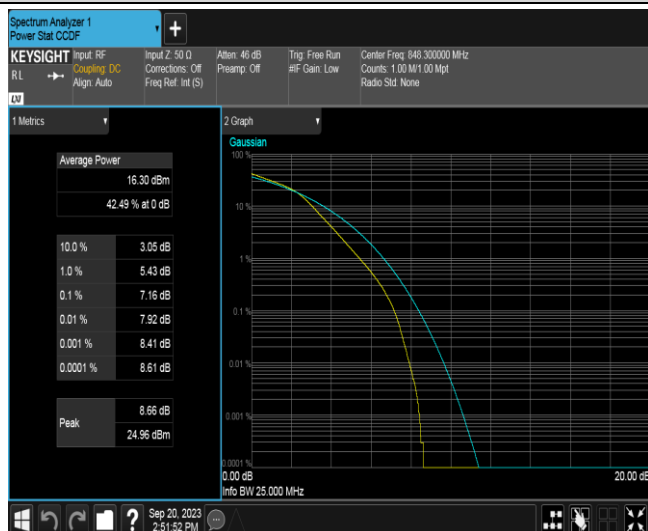 Spectrum Analyzer 1
Power Stat CCDF
+
KEYSIGHT
RL
LXI
Input: RF
Coupling: DC
Align: Auto
Input Z: 50 Ω
Corrections: Off
Freq Ref: Int (S)
Atten: 46 dB
Preamp: Off
Trig: Free Run
#IF Gain: Low
Center Freq: 848.300000 MHz
Counts: 1.00 M/1.00 Mpt
Radio Std: None
1 Metrics
Average Power
16.30 dBm
42.49 % at 0 dB
10.0 % 3.05 dB
1.0 % 5.43 dB
0.1 % 7.16 dB
0.01 % 7.92 dB
0.001 % 8.41 dB
0.0001 % 8.61 dB
Peak
8.66 dB
24.96 dBm
2 Graph
Gaussian
100 %
10 %
1 %
0.1 %
0.01 %
0.001 %
0.0001 %
0.00 dB 20.00 dB
Info BW 25.000 MHz
?
Sep 20, 2023
2:51:52 PM